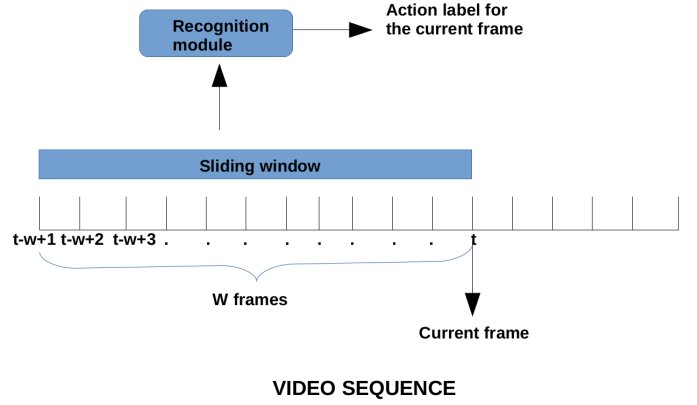 Recognition
module
Action label for
the current frame
Sliding window
t-w+1 t-w+2 t-w+3 . . . . . . . . t
W frames
Current frame
VIDEO SEQUENCE